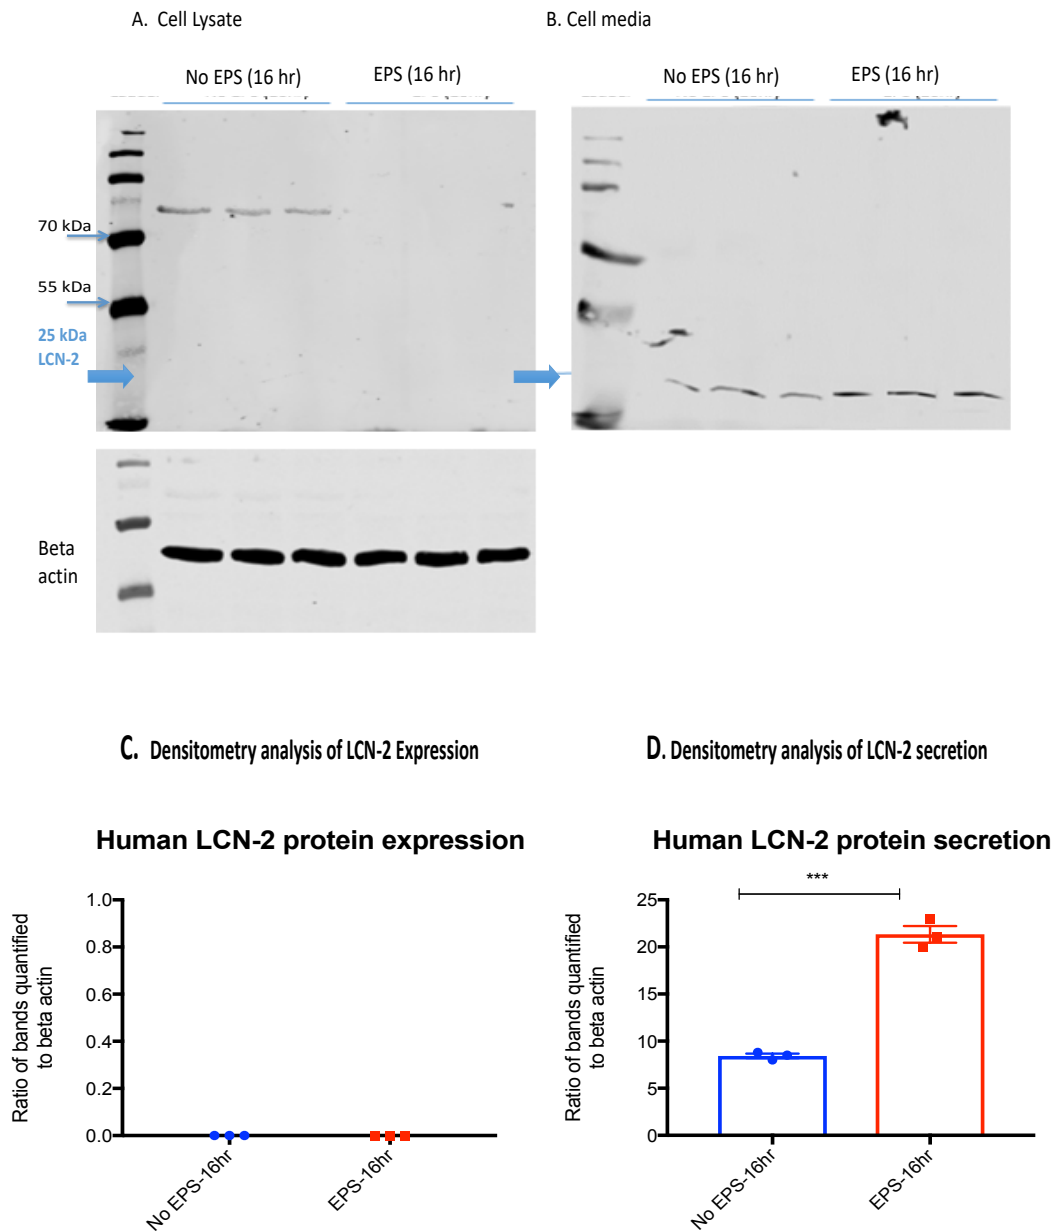 A. Cell Lysate
B. Cell media
No EPS (16 hr)
EPS (16 hr)
No EPS (16 hr)
EPS (16 hr)
70 kDa
55 kDa
25 kDa
LCN-2
Beta
actin
C. Densitometry analysis of LCN-2 Expression
D. Densitometry analysis of LCN-2 secretion
Human LCN-2 protein expression
Ratio of bands quantified
to beta actin
1.0
0.8
0.6
0.4
0.2
0.0
No EPS-16hr
EPS-16hr
Human LCN-2 protein secretion
Ratio of bands quantified
to beta actin
***
25
20
15
10
5
0
No EPS-16hr
EPS-16hr